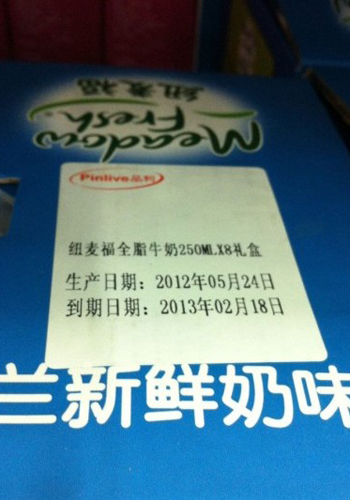 纽麦福
Meadow
Fresh
Pinlive品利
纽麦福全脂牛奶250MLX8礼盒
生产日期：2012年05月24日
到期日期：2013年02月18日
兰新鲜奶味